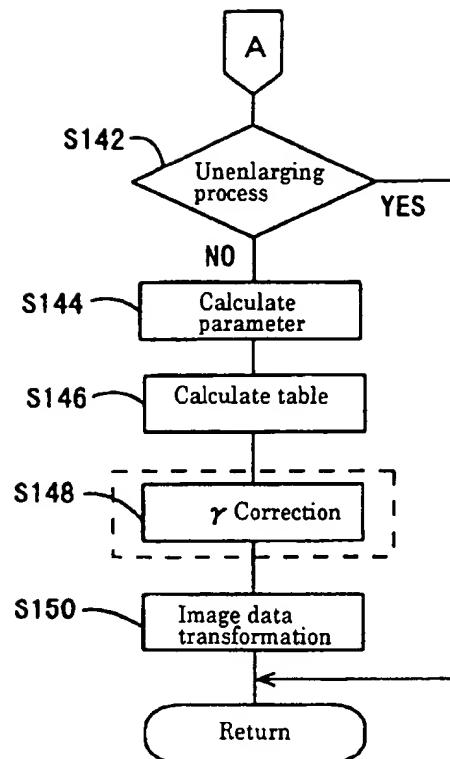 A
S142
Unenlarging
process
YES
NO
S144
Calculate
parameter
S146
Calculate table
S148
γ Correction
S150
Image data
transformation
Return